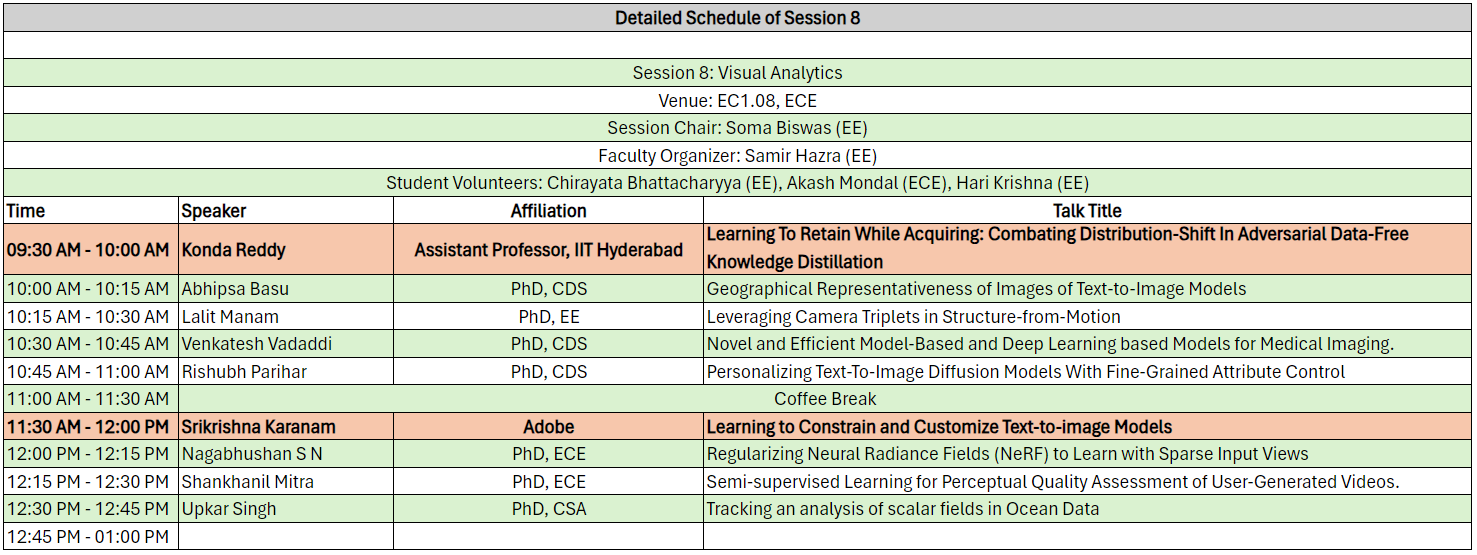 Detailed Schedule of Session 8
Session 8: Visual Analytics
Venue: EC1.08, ECE
Session Chair: Soma Biswas (EE)
Faculty Organizer: Samir Hazra (EE)
Student Volunteers: Chirayata Bhattacharyya (EE), Akash Mondal (ECE), Hari Krishna (EE)
Time Speaker Affiliation Talk Title
09:30 AM - 10:00 AM Konda Reddy Assistant Professor, IIT Hyderabad Learning To Retain While Acquiring: Combating Distribution-Shift In Adversarial Data-Free
Knowledge Distillation
10:00 AM - 10:15 AM Abhipsa Basu PhD, CDS Geographical Representativeness of Images of Text-to-Image Models
10:15 AM - 10:30 AM Lalit Manam PhD, EE Leveraging Camera Triplets in Structure-from-Motion
10:30 AM - 10:45 AM Venkatesh Vadaddi PhD, CDS Novel and Efficient Model-Based and Deep Learning based Models for Medical Imaging.
10:45 AM - 11:00 AM Rishubh Parihar PhD, CDS Personalizing Text-To-Image Diffusion Models With Fine-Grained Attribute Control
11:00 AM - 11:30 AM Coffee Break
11:30 AM - 12:00 PM Srikrishna Karanam Adobe Learning to Constrain and Customize Text-to-image Models
12:00 PM - 12:15 PM Nagabhushan S N PhD, ECE Regularizing Neural Radiance Fields (NeRF) to Learn with Sparse Input Views
12:15 PM - 12:30 PM Shankhanil Mitra PhD, ECE Semi-supervised Learning for Perceptual Quality Assessment of User-Generated Videos.
12:30 PM - 12:45 PM Upkar Singh PhD, CSA Tracking an analysis of scalar fields in Ocean Data
12:45 PM - 01:00 PM